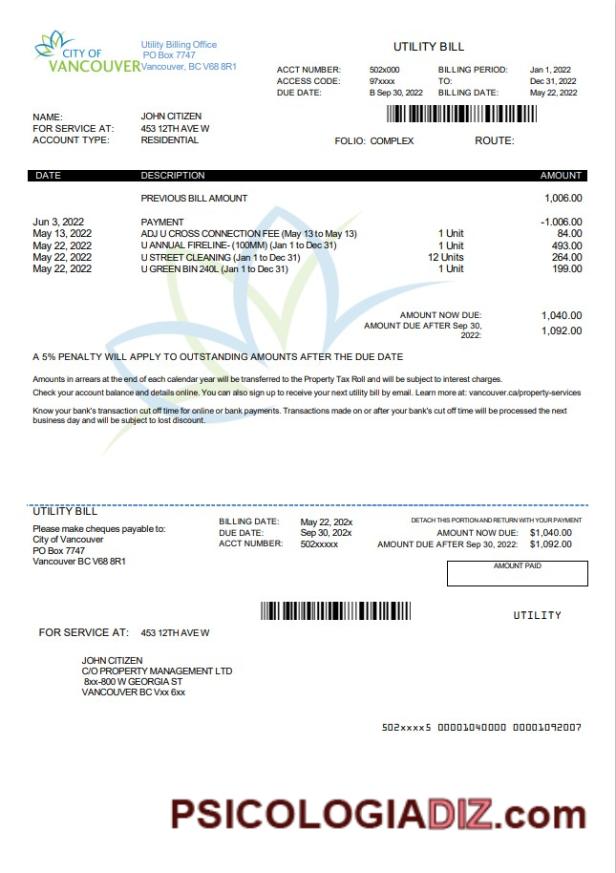 CITY OF
VANCOUVER
Utility Billing Office
PO Box 7747
Vancouver, BC V68 8R1
UTILITY BILL
ACCT NUMBER: 502x000 BILLING PERIOD: Jan 1, 2022
ACCESS CODE: 97xxxx TO: Dec 31, 2022
DUE DATE: B Sep 30, 2022 BILLING DATE: May 22, 2022
NAME: JOHN CITIZEN
FOR SERVICE AT: 453 12TH AVE W
ACCOUNT TYPE: RESIDENTIAL
FOLIO: COMPLEX ROUTE:
DATE DESCRIPTION AMOUNT
PREVIOUS BILL AMOUNT 1,006.00
Jun 3, 2022 PAYMENT -1.006.00
May 13, 2022 ADJ U CROSS CONNECTION FEE (May 13 to May 13) 1 Unit 84.00
May 22, 2022 U ANNUAL FIRELINE- (100MM) (Jan 1 to Dec 31) 1 Unit 493.00
May 22, 2022 U STREET CLEANING (Jan 1 to Dec 31) 12 Units 264.00
May 22, 2022 U GREEN BIN 240L (Jan 1 to Dec 31) 1 Unit 199.00
AMOUNT NOW DUE: 1,040.00
AMOUNT DUE AFTER Sep 30, 2022: 1,092.00
A 5% PENALTY WILL APPLY TO OUTSTANDING AMOUNTS AFTER THE DUE DATE
Amounts in arrears at the end of each calendar year will be transferred to the Property Tax Roll and will be subject to interest charges.
Check your account balance and details online. You can also sign up to receive your next utility bill by email. Learn more at: vancouver.ca/property-services
Know your bank's transaction cut off time for online or bank payments. Transactions made on or after your bank's cut off time will be processed the next
business day and will be subject to lost discount.
UTILITY BILL
Please make cheques payable to:
City of Vancouver
PO Box 7747
Vancouver BC V68 8R1
BILLING DATE: May 22, 202x
DUE DATE: Sep 30, 202x
ACCT NUMBER: 502xxxxx
DETACH THIS PORTION AND RETURN WITH YOUR PAYMENT
AMOUNT NOW DUE: $1,040.00
AMOUNT DUE AFTER Sep 30, 2022: $1,092.00
AMOUNT PAID
UTILITY
FOR SERVICE AT: 453 12TH AVE W
JOHN CITIZEN
C/O PROPERTY MANAGEMENT LTD
8xx-800 W GEORGIA ST
VANCOUVER BC Vxx 6xx
502xxxx5 00001040000 00001092007
PSICOLOGIADIZ.com